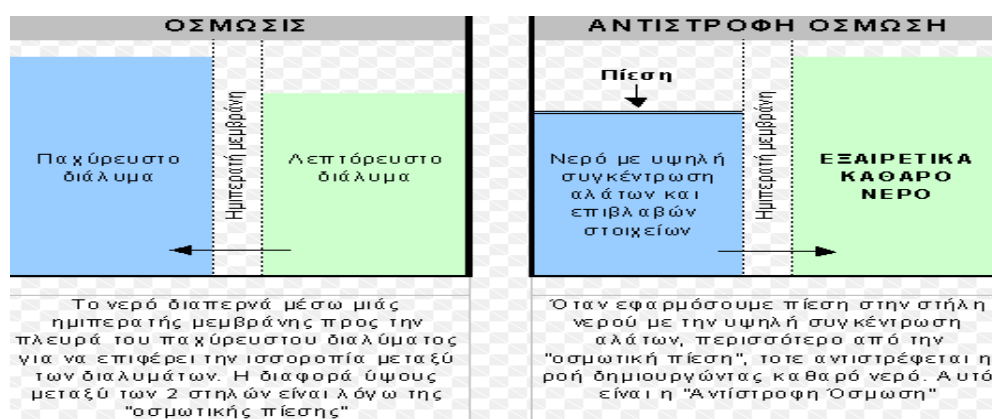 ΟΣΜΩΣΙΣ
Παχύρευστο
διάλυμα
Ημιπερατή μεμβράνη
Λεπτόρευστο
διάλυμα
Το νερό διαπερνά μέσω μιάς
ημιπερατής μεμβράνης προς την
πλευρά του παχύρευστου διαλύματος
για να επιφέρει την ισσοροπία μεταξύ
των διαλυμάτων. Η διαφορά ύψους
μεταξύ των 2 στηλών είναι λόγω της
"οσμωτικής πίεσης"
ΑΝΤΙΣΤΡΟΦΗ ΟΣΜΩΣΗ
Πίεση
Νερό με υψηλή
συγκέντρωση
αλάτων και
επιβλαβών
στοιχείων
Ημιπερατή μεμβράνη
ΕΞΑΙΡΕΤΙΚΑ
ΚΑΘΑΡΟ
ΝΕΡΟ
Όταν εφαρμόσουμε πίεση στην στήλη
νερού με την υψηλή συγκέντρωση
αλάτων, περισσότερο από την
"οσμωτική πίεση", τοτε αντιστρέφεται η
ροή δημιουργώντας καθαρό νερό. Αυτό
είναι η "Αντίστροφη Όσμωση"